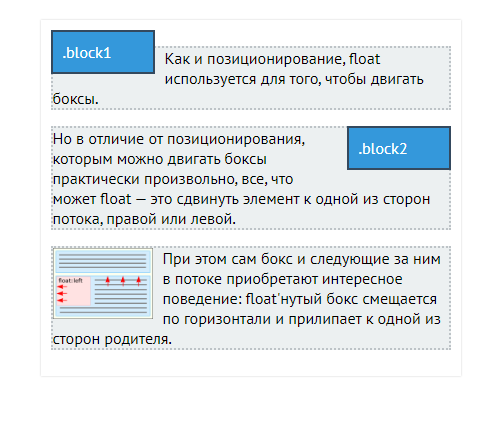 .block1
Как и позиционирование, float
используется для того, чтобы двигать
боксы.
Но в отличие от позиционирования,
которым можно двигать боксы
.block2
практически произвольно, все, что
может float — это сдвинуть элемент к одной из сторон
потока, правой или левой.
float: left
При этом сам бокс и следующие за ним
в потоке приобретают интересное
поведение: float'нутый бокс смещается
по горизонтали и прилипает к одной из
сторон родителя.